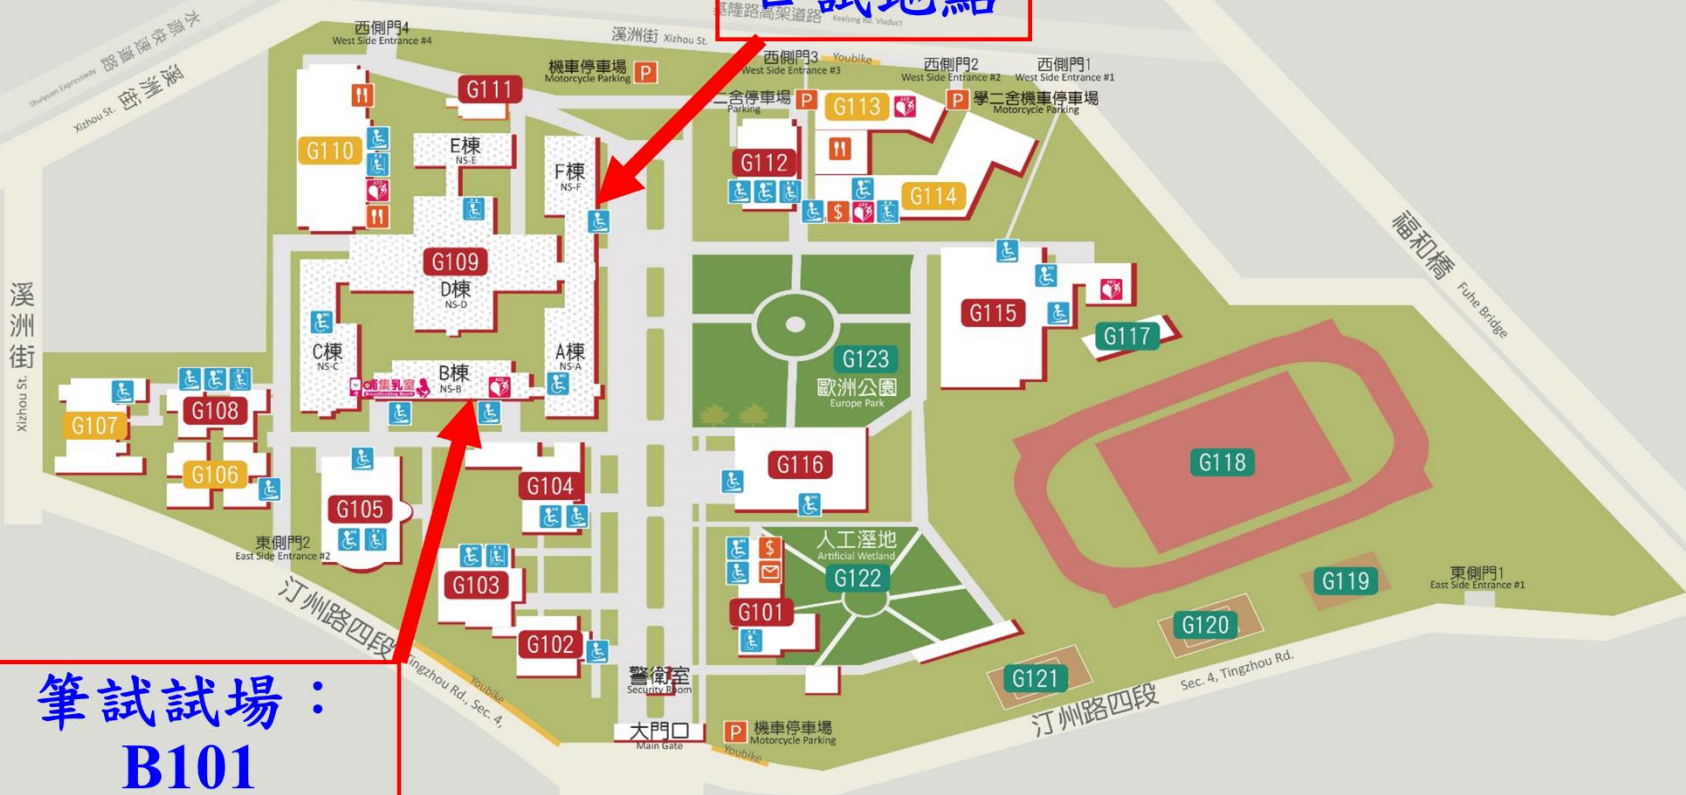 試地點
基隆路高架道路 Keelung Rd. Viaduct
水源快速道路
Shuiyuan Expressway
溪洲街
Xizhou St.
西側門4
West Side Entrance #4
溪洲街 Xizhou St.
機車停車場
Motorcycle Parking
P
西側門3
West Side Entrance #3
Youbike
西側門2
West Side Entrance #2
西側門1
West Side Entrance #1
二舍停車場
Parking
P
P
學二舍機車停車場
Motorcycle Parking
G111
G113
G110
E棟
NS-E
F棟
NS-F
G112
G114
G109
D棟
NS-D
C棟
NS-C
A棟
NS-A
B棟
NS-B
哺集乳室
G115
G117
福和橋
Fuhe Bridge
溪洲街
Xizhou St.
G123
歐洲公園
Europe Park
G107
G108
G106
G105
G104
G116
G118
東側門2
East Side Entrance #2
G103
G102
G101
人工溼地
Artificial Wetland
G122
G119
G120
G121
東側門1
East Side Entrance #1
汀州路四段
Tingzhou Rd., Sec. 4,
Youbike
警衛室
Security Room
大門口
Main Gate
P
機車停車場
Motorcycle Parking
Youbike
汀州路四段
Sec. 4, Tingzhou Rd.
筆試試場：
B101